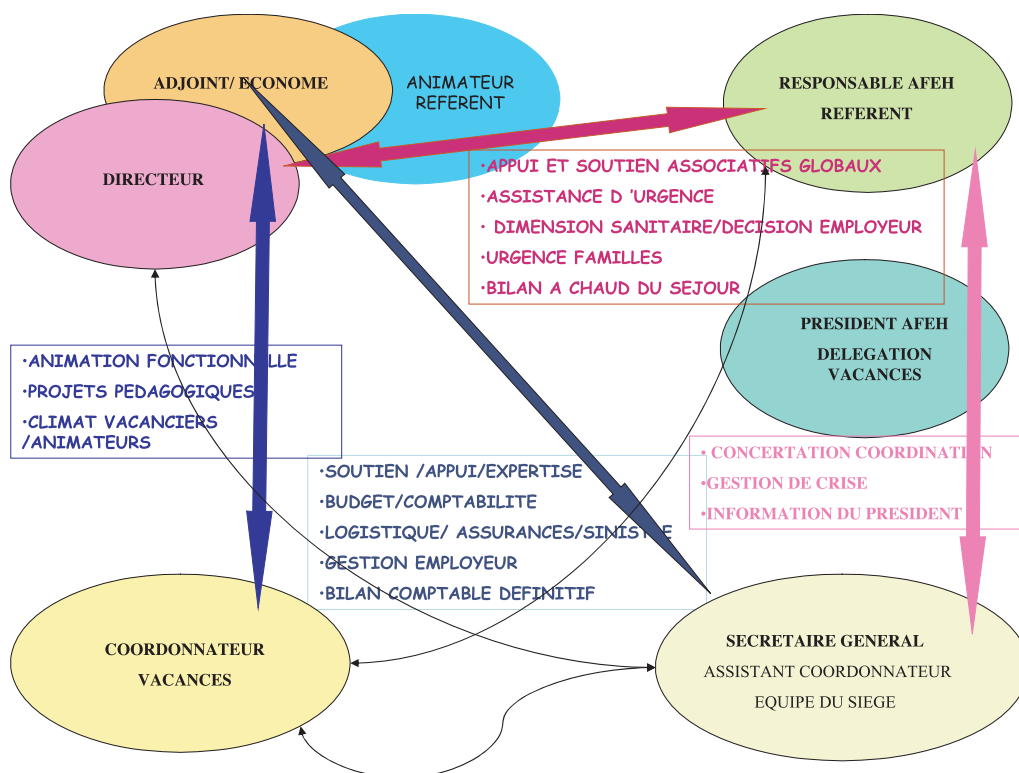 ADJOINT/ ECONOME
ANIMATEUR
REFERENT
RESPONSABLE AFEH
REFERENT
DIRECTEUR
•APPUI ET SOUTIEN ASSOCIATIFS GLOBAUX
•ASSISTANCE D 'URGENCE
• DIMENSION SANITAIRE/DECISION EMPLOYEUR
•URGENCE FAMILLES
•BILAN A CHAUD DU SEJOUR
PRESIDENT AFEH
DELEGATION
VACANCES
•ANIMATION FONCTIONNELLE
•PROJETS PEDAGOGIQUES
•CLIMAT VACANCIERS
/ANIMATEURS
• CONCERTATION COORDINATION
•GESTION DE CRISE
•INFORMATION DU PRESIDENT
•SOUTIEN /APPUI/EXPERTISE
•BUDGET/COMPTABILITE
•LOGISTIQUE/ ASSURANCES/SINISTRE
•GESTION EMPLOYEUR
•BILAN COMPTABLE DEFINITIF
COORDONNATEUR
VACANCES
SECRETAIRE GENERAL
ASSISTANT COORDONNATEUR
EQUIPE DU SIEGE